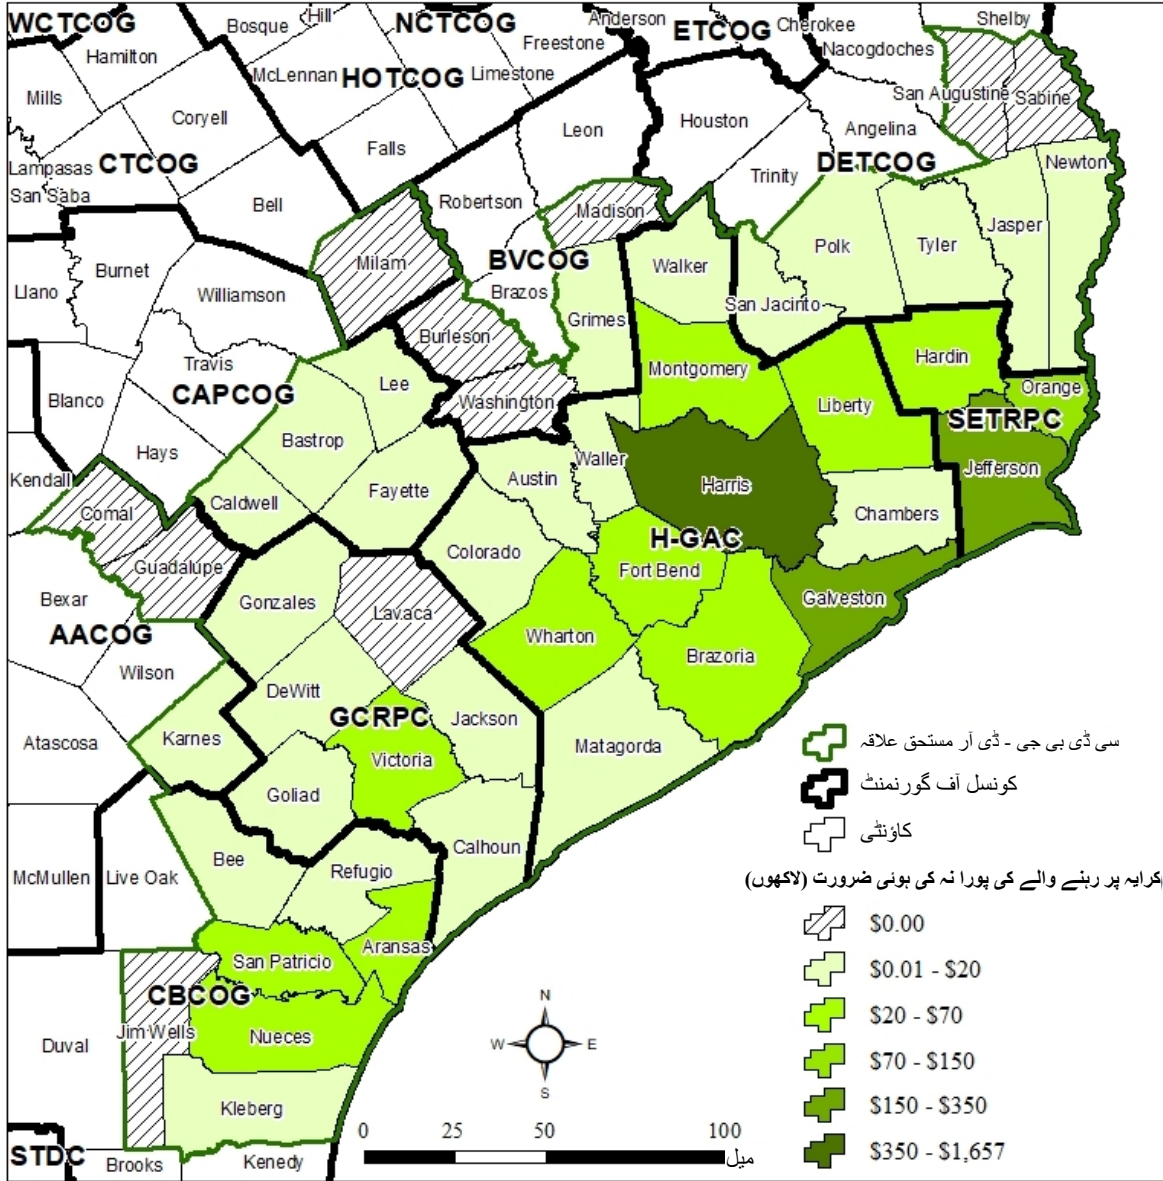 WCTCOG
Bosque
Hill
NCTCOG
Anderson
ETCOG
Cherokee
Shelby
Hamilton
Freestone
Nacogdoches
McLennan
HOTCOG
Limestone
Mills
San Augustine
Sabine
Coryell
Leon
Houston
Angelina
Falls
Lampasas
CTCOG
DETCOG
Newton
San Saba
Trinity
Bell
Robertson
Madison
Jasper
Polk
Tyler
Milam
BVCOG
Walker
Burnet
Llano
Williamson
Brazos
San Jacinto
Grimes
Burleson
Hardin
Travis
Montgomery
Lee
Orange
CAPCOG
Blanco
Washington
Liberty
SETRPC
Bastrop
Hays
Waller
Jefferson
Kendall
Austin
Harris
Fayette
Caldwell
Comal
Chambers
H-GAC
Colorado
Guadalupe
Fort Bend
Bexar
Gonzales
Lavaca
Galveston
AACOG
Wharton
Brazoria
Wilson
DeWitt
GCRPC
Jackson
Atascosa
Karnes
Matagorda
Victoria
Goliad
Calhoun
Bee
Refugio
McMullen
Live Oak
Aransas
San Patricio
CBCOG
Jim Wells
Nueces
Duval
Kleberg
STDC
Brooks
Kenedy
سی ڈی بی جی - ڈی آر مستحق علاقہ
کونسل آف گورنمنٹ
کاؤنٹی
کرایہ پر رہنے والے کی پورا نہ کی ہوئی ضرورت (لاکھوں)
$0.00
$0.01 - $20
$20 - $70
$70 - $150
$150 - $350
$350 - $1,657
N
W E
S
0 25 50 100
میل